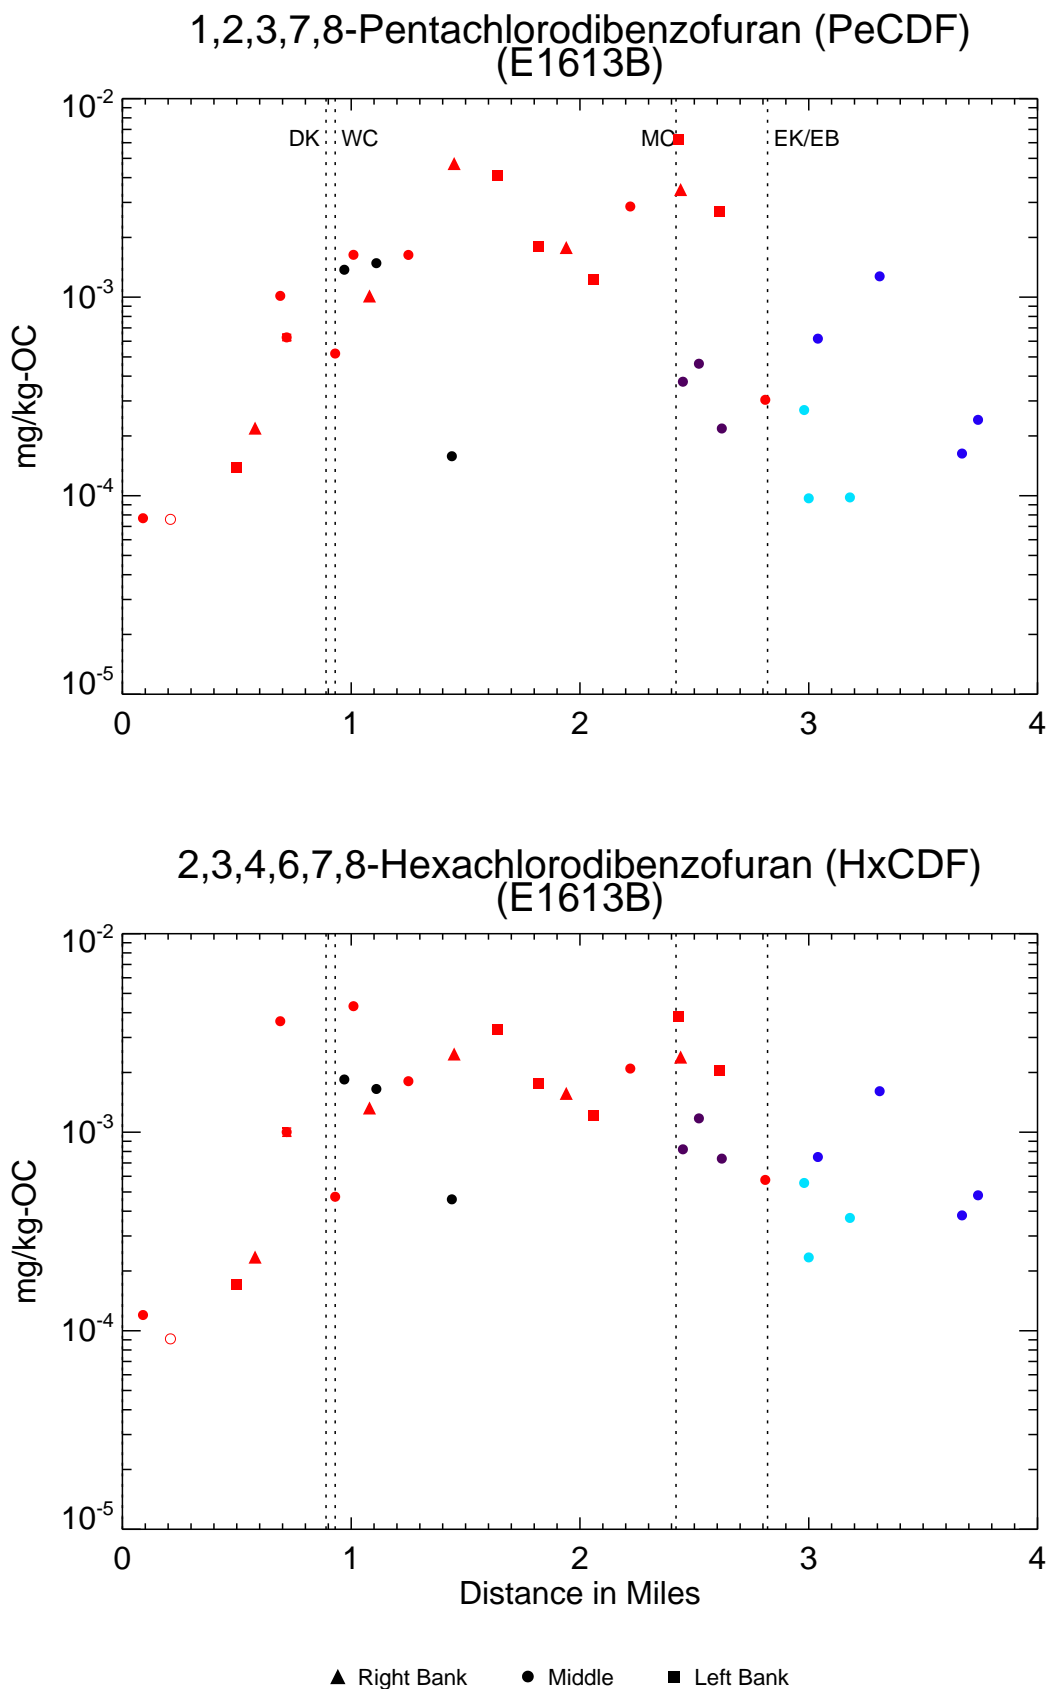 1,2,3,7,8-Pentachlorodibenzofuran (PeCDF)
(E1613B)
10-2
DK WC MC EK/EB
10-3
mg/kg-OC
10-4
10-5
0 1 2 3 4
2,3,4,6,7,8-Hexachlorodibenzofuran (HxCDF)
(E1613B)
10-2
10-3
mg/kg-OC
10-4
10-5
0 1 2 3 4
Distance in Miles
Right Bank Middle Left Bank